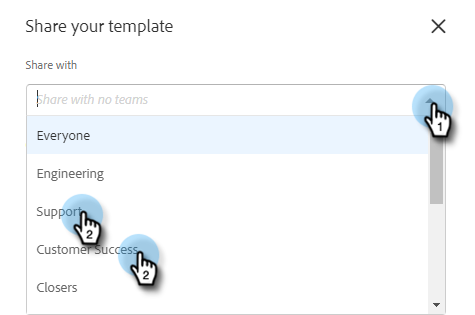 Share your template
Share with
Share with no teams
1
Everyone
Engineering
Support
2
Customer Success
2
Closers